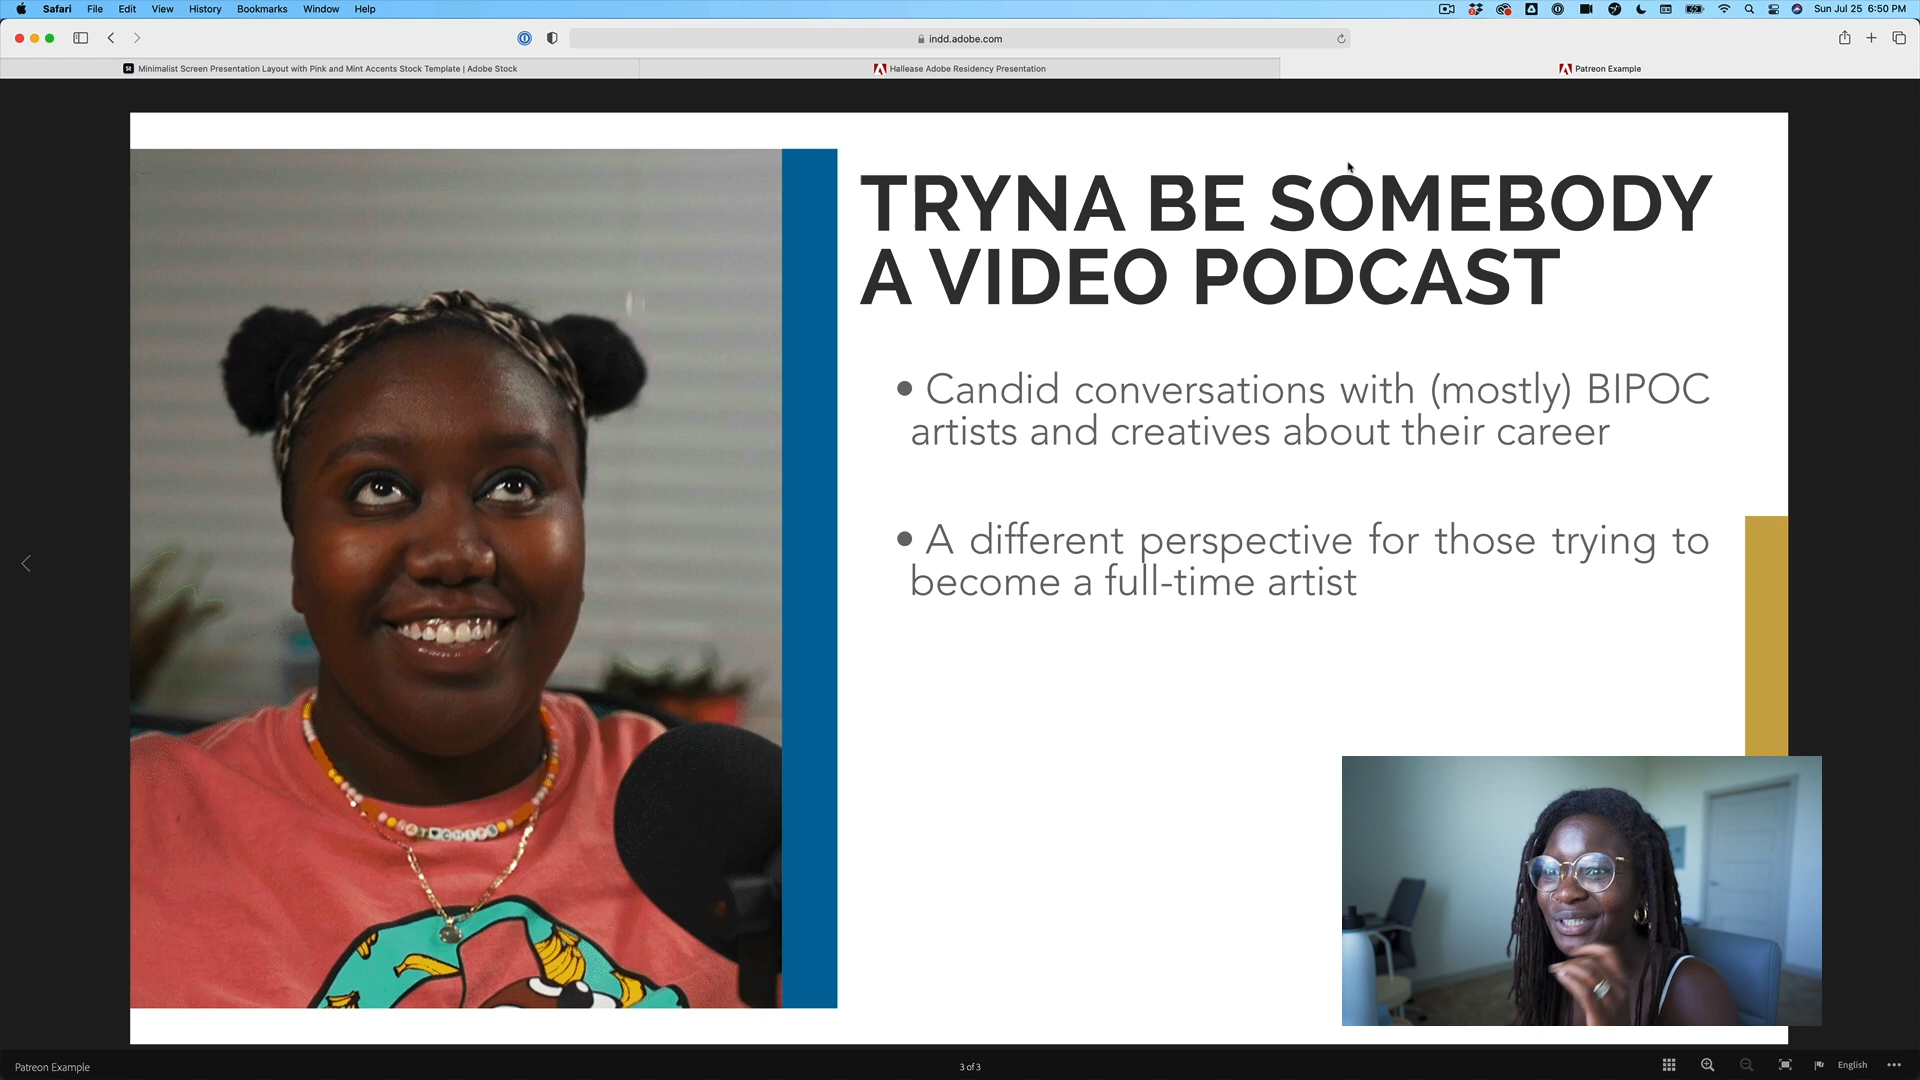 Safari File Edit View History Bookmarks Window Help Sun Jul 25 6:50 PM
indd.adobe.com
St Minimalist Screen Presentation Layout with Pink and Mint Accents Stock Template | Adobe Stock
Hallease Adobe Residency Presentation
Patreon Example
TRYNA BE SOMEBODY
A VIDEO PODCAST
• Candid conversations with (mostly) BIPOC
artists and creatives about their career
• A different perspective for those trying to
become a full-time artist
Patreon Example
3 of 3
English